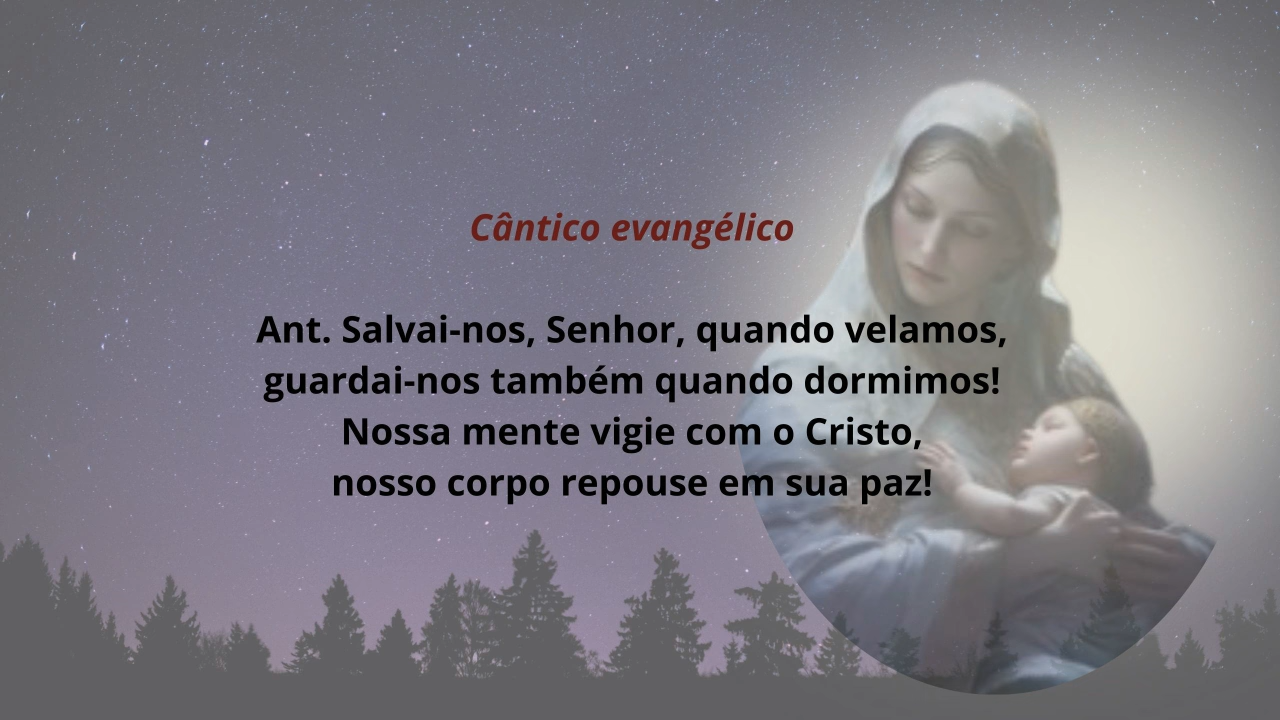 Cântico evangélico
Ant. Salvai-nos, Senhor, quando velamos,
guardai-nos também quando dormimos!
Nossa mente vigie com o Cristo,
nosso corpo repouse em sua paz!